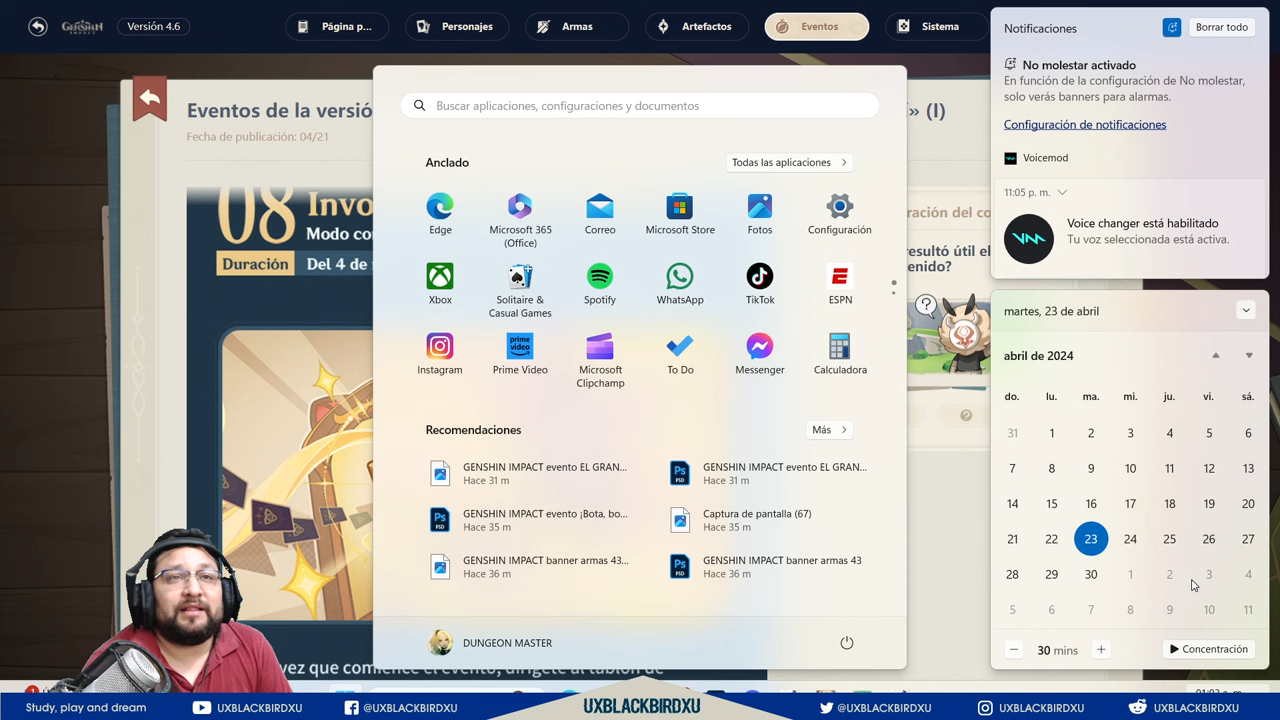 GENSHIN
IMPACT
Versión 4.6
Página p...
Personajes
Armas
Artefactos
Eventos
Sistema
Eventos de la versió
» (I)
Fecha de publicación: 04/21
08 Invo
Modo co
Duración
Del 4 de
ración del co
resultó útil el
enido?
vez que comience el evento, dirígete al tablón de
Buscar aplicaciones, configuraciones y documentos
Anclado
Todas las aplicaciones
Edge
Microsoft 365
(Office)
Correo
Microsoft Store
Fotos
Configuración
Xbox
Solitaire &
Casual Games
Spotify
WhatsApp
TikTok
ESPN
Instagram
prime
video
Prime Video
Microsoft
Clipchamp
To Do
Messenger
Calculadora
Recomendaciones
Más
GENSHIN IMPACT evento EL GRAN...
Hace 31 m
Ps
PSD
GENSHIN IMPACT evento EL GRAN...
Hace 31 m
Ps
PSD
GENSHIN IMPACT evento ¡Bota, bo...
Hace 35 m
Captura de pantalla (67)
Hace 35 m
GENSHIN IMPACT banner armas 43...
Hace 36 m
Ps
PSD
GENSHIN IMPACT banner armas 43
Hace 36 m
DUNGEON MASTER
Notificaciones
Borrar todo
No molestar activado
En función de la configuración de No molestar,
solo verás banners para alarmas.
Configuración de notificaciones
Voicemod
11:05 p. m.
Voice changer está habilitado
Tu voz seleccionada está activa.
martes, 23 de abril
abril de 2024
do. lu. ma. mi. ju. vi. sá.
31 1 2 3 4 5 6
7 8 9 10 11 12 13
14 15 16 17 18 19 20
21 22 23 24 25 26 27
28 29 30 1 2 3 4
5 6 7 8 9 10 11
30 mins
Concentración
Study, play and dream
UXBLACKBIRDXU
@UXBLACKBIRDXU
UXBLACKBIRDXU
@UXBLACKBIRDXU
UXBLACKBIRDXU
UXBLACKBIRDXU